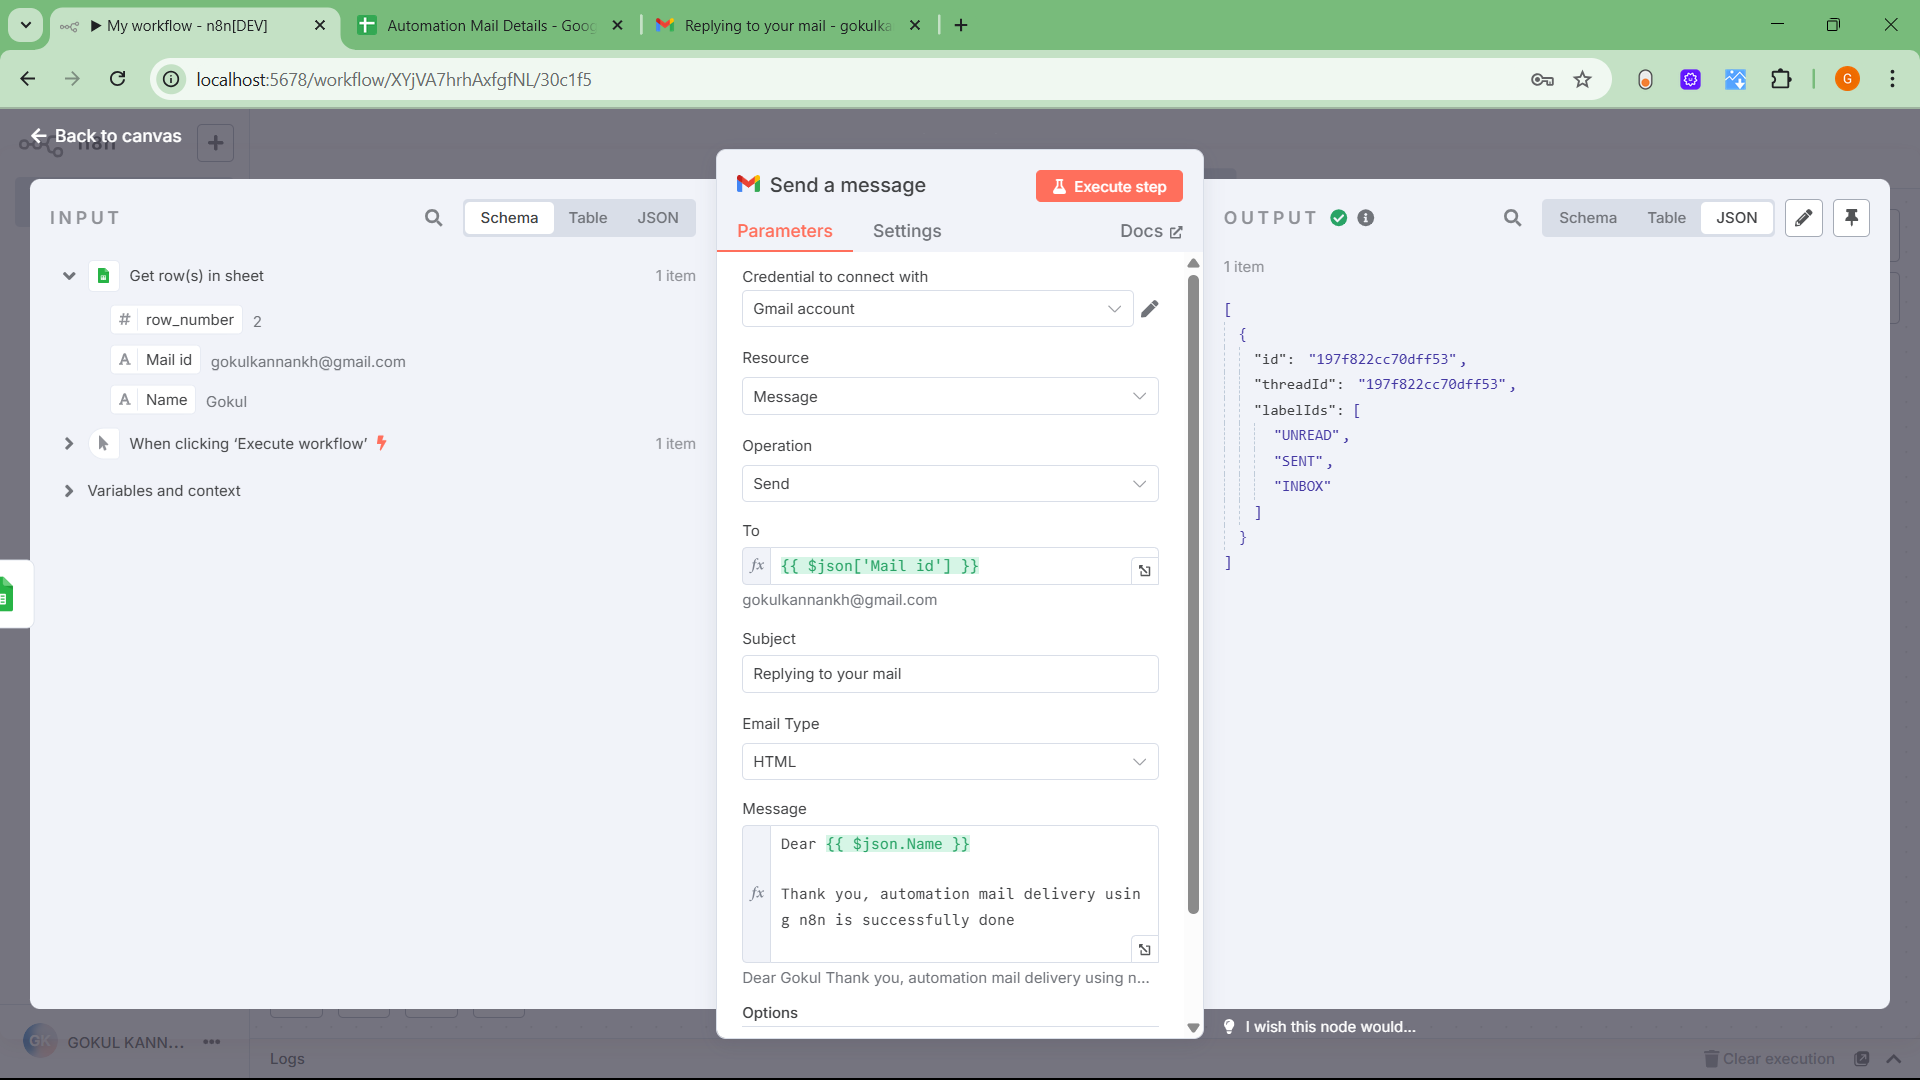 My workflow - n8n[DEV]
Automation Mail Details - Goog
Replying to your mail - gokulka
localhost:5678/workflow/XYjVA7hrhAxfgfNL/30c1f5
G
Back to canvas
n8n
INPUT
Schema
Table
JSON
Get row(s) in sheet
1 item
# row_number 2
A Mail id gokulkannankh@gmail.com
A Name Gokul
When clicking ‘Execute workflow’
1 item
Variables and context
Send a message
Execute step
Parameters
Settings
Docs
Credential to connect with
Gmail account
Resource
Message
Operation
Send
To
fx {{ $json['Mail id'] }}
gokulkannankh@gmail.com
Subject
Replying to your mail
Email Type
HTML
Message
Dear {{ $json.Name }}
fx Thank you, automation mail delivery usin
g n8n is successfully done
Dear Gokul Thank you, automation mail delivery using n...
Options
OUTPUT
Schema
Table
JSON
1 item
[
{
"id": "197f822cc70dff53",
"threadId": "197f822cc70dff53",
"labelIds": [
"UNREAD",
"SENT",
"INBOX"
]
}
]
I wish this node would...
GK GOKUL KANN...
Logs
Clear execution